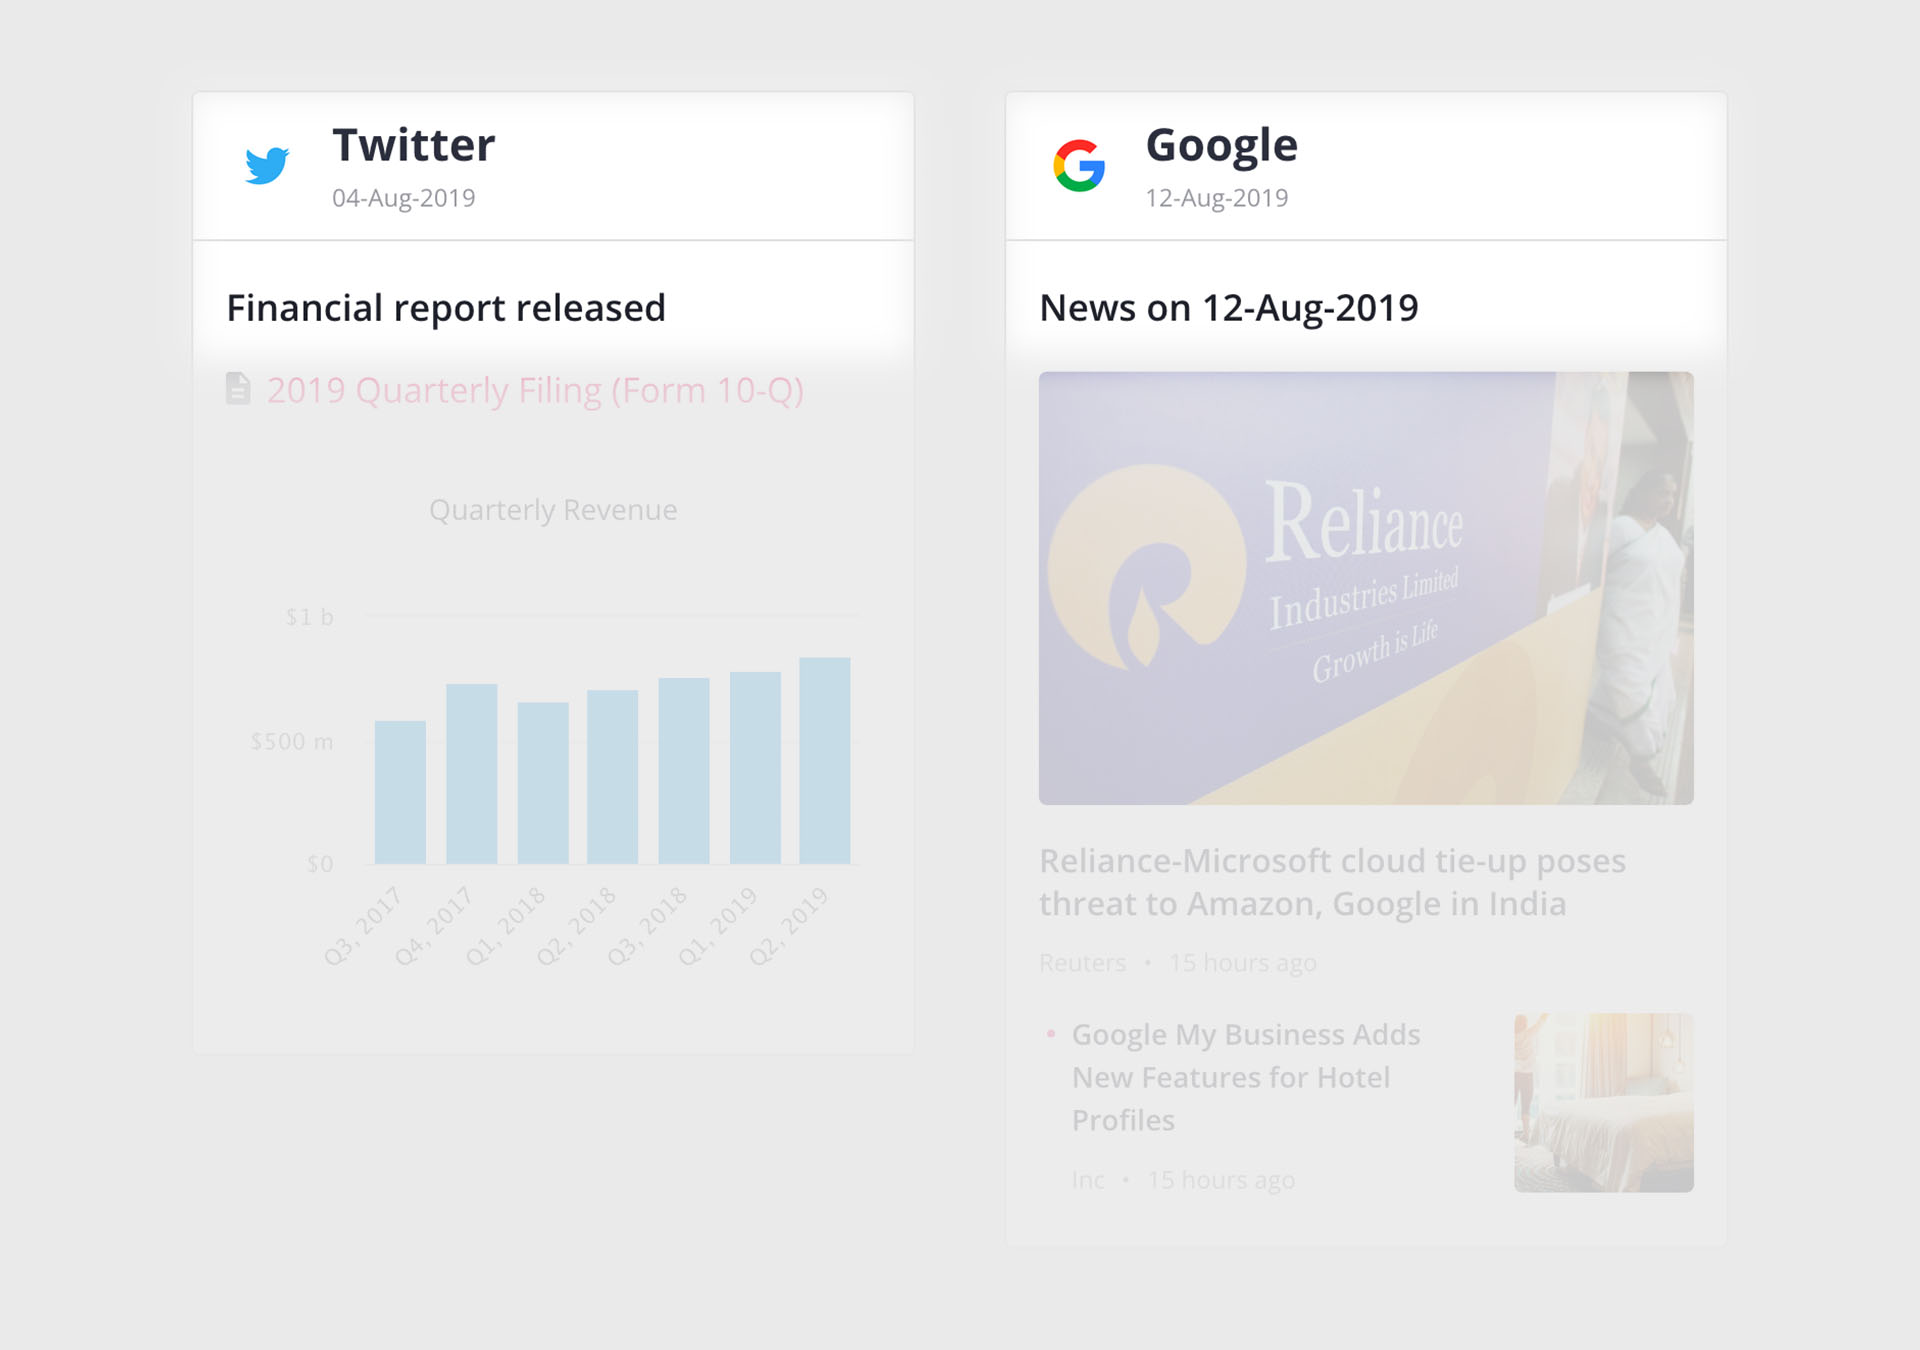 Twitter
04-Aug-2019
Financial report released
2019 Quarterly Filing (Form 10-Q)
Quarterly Revenue
$1 b
$500 m
$0
Q3, 2017
Q4, 2017
Q1, 2018
Q2, 2018
Q3, 2018
Q1, 2019
Q2, 2019
Google
12-Aug-2019
News on 12-Aug-2019
Reliance
Industries Limited
Growth is Life
Reliance-Microsoft cloud tie-up poses
threat to Amazon, Google in India
Reuters • 15 hours ago
• Google My Business Adds
New Features for Hotel
Profiles
Inc • 15 hours ago